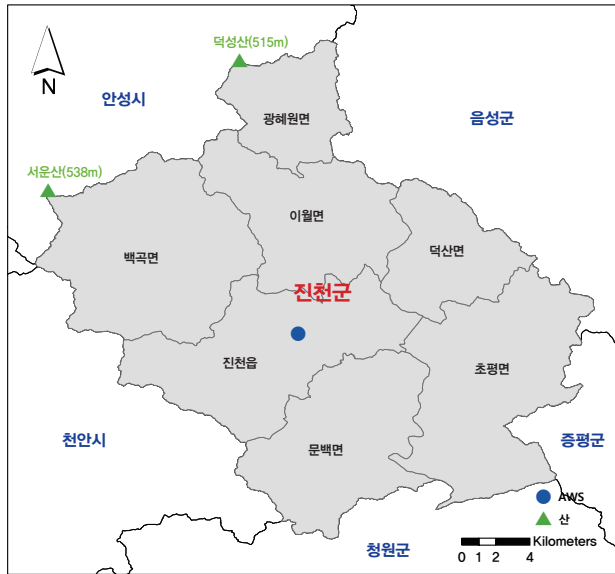 덕성산(515m)
N
안성시
음성군
광혜원면
서운산(538m)
이월면
백곡면
덕산면
진천군
진천읍
초평면
천안시
문백면
증평군
AWS
산
청원군
Kilometers
0 1 2 4